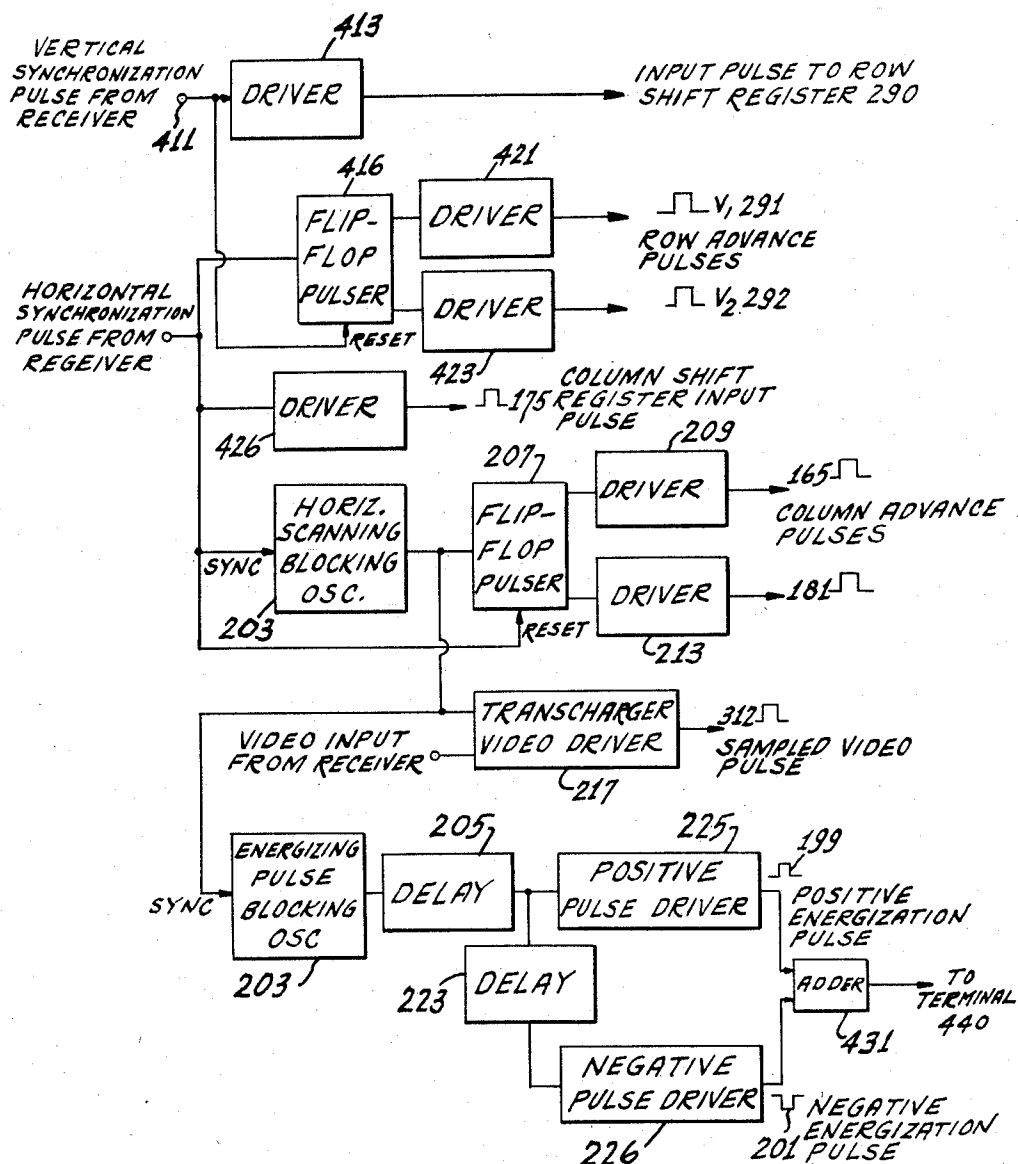 VERTICAL
SYNCHRONIZATION
PULSE FROM
RECEIVER
411
413
DRIVER
INPUT PULSE TO ROW
SHIFT REGISTER 290
416
FLIP-
FLOP
PULSER
RESET
421
DRIVER
V1 291
ROW ADVANCE
PULSES
DRIVER
423
V2 292
HORIZONTAL
SYNCHRONIZATION
PULSE FROM
REGEIVER
DRIVER
426
175 COLUMN SHIFT
REGISTER INPUT
PULSE
SYNC
HORIZ.
SCANNING
BLOCKING
OSC.
203
207
FLIP-
FLOP
PULSER
RESET
209
DRIVER
165
COLUMN ADVANCE
PULSES
DRIVER
213
181
VIDEO INPUT
FROM RECEIVER
TRANSCHARGER
VIDEO DRIVER
217
312
SAMPLED VIDEO
PULSE
SYNC
ENERGIZING
PULSE
BLOCKING
OSC
203
205
DELAY
223
DELAY
225
POSITIVE
PULSE DRIVER
199
POSITIVE
ENERGIZATION
PULSE
ADDER
431
TO
TERMINAL
440
NEGATIVE
PULSE DRIVER
226
201
NEGATIVE
ENERGIZATION
PULSE